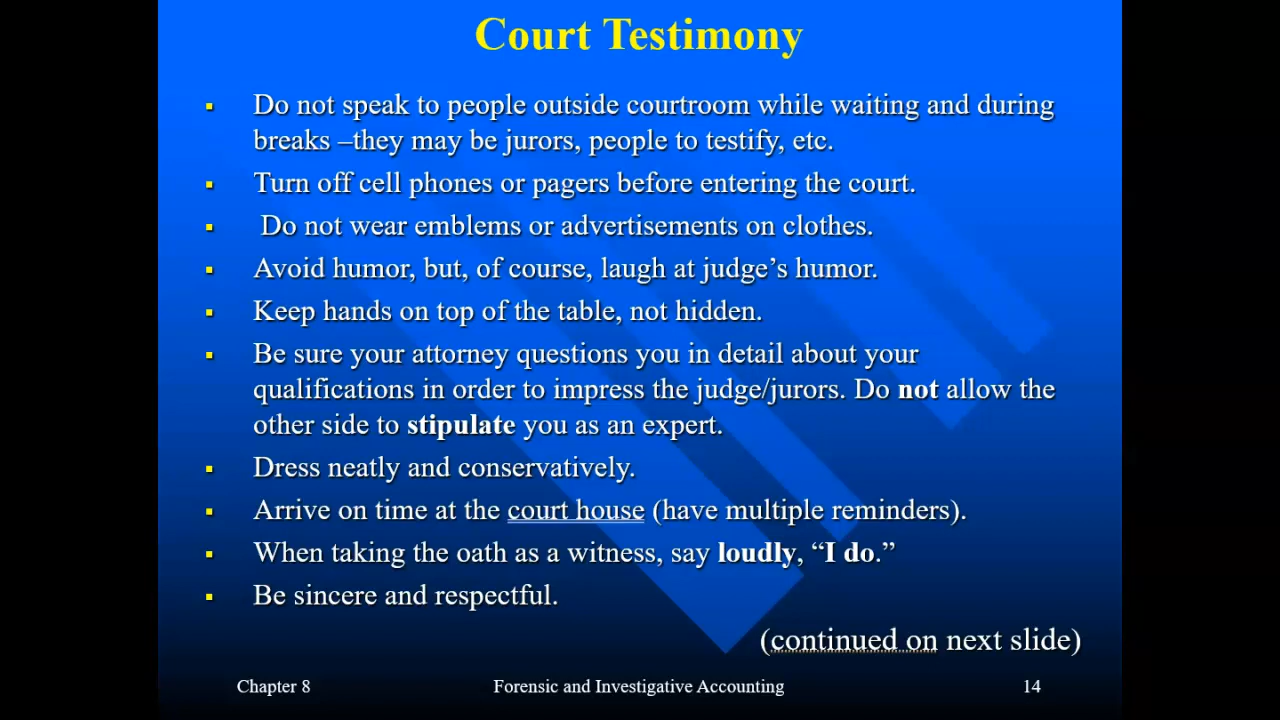 Court Testimony
▪ Do not speak to people outside courtroom while waiting and during
breaks –they may be jurors, people to testify, etc.
▪ Turn off cell phones or pagers before entering the court.
▪ Do not wear emblems or advertisements on clothes.
▪ Avoid humor, but, of course, laugh at judge’s humor.
▪ Keep hands on top of the table, not hidden.
▪ Be sure your attorney questions you in detail about your
qualifications in order to impress the judge/jurors. Do not allow the
other side to stipulate you as an expert.
▪ Dress neatly and conservatively.
▪ Arrive on time at the court house (have multiple reminders).
▪ When taking the oath as a witness, say loudly, “I do.”
▪ Be sincere and respectful.
(continued on next slide)
Chapter 8 Forensic and Investigative Accounting 14